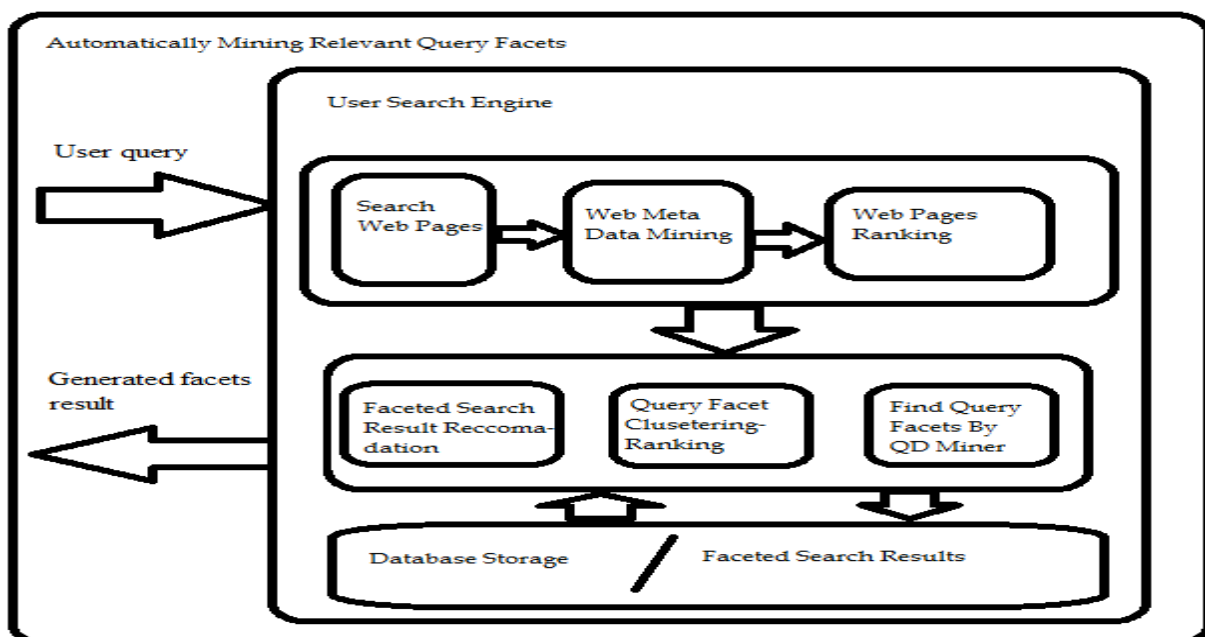 Automatically Mining Relevant Query Facets
User Search Engine
User query
Search
Web Pages
Web Meta
Data Mining
Web Pages
Ranking
Generated facets
result
Faceted Search
Result Reccoma-
dation
Query Facet
Clusetering-
Ranking
Find Query
Facets By
QD Miner
Database Storage
/
Faceted Search Results